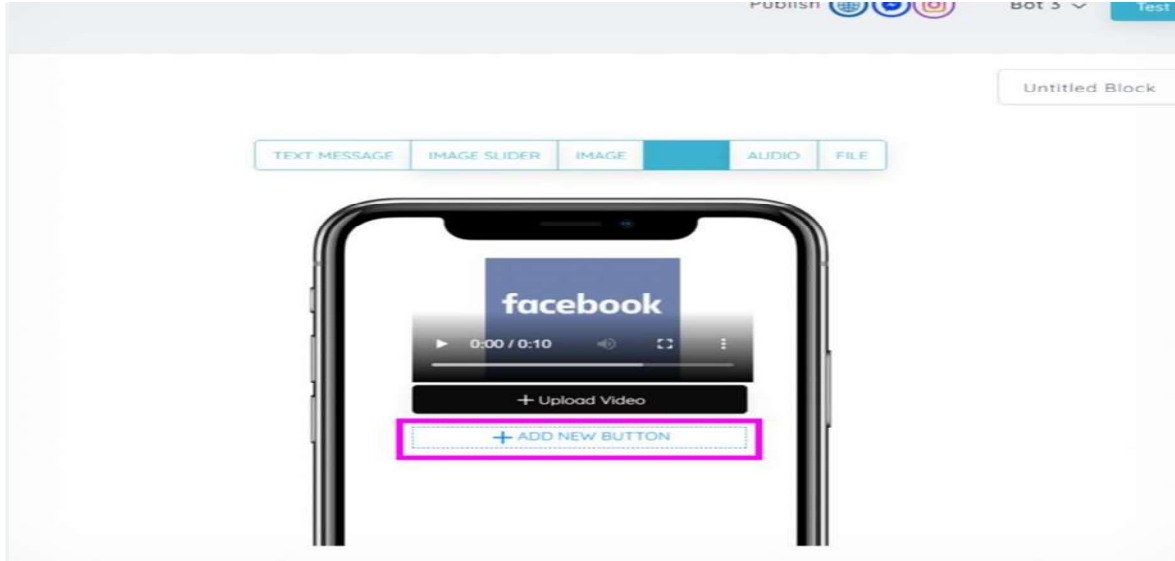 Publish Bot 3 Test
Untitled Block
TEXT MESSAGE IMAGE SLIDER IMAGE AUDIO FILE
facebook
0:00 / 0:10
+ Upload Video
+ ADD NEW BUTTON